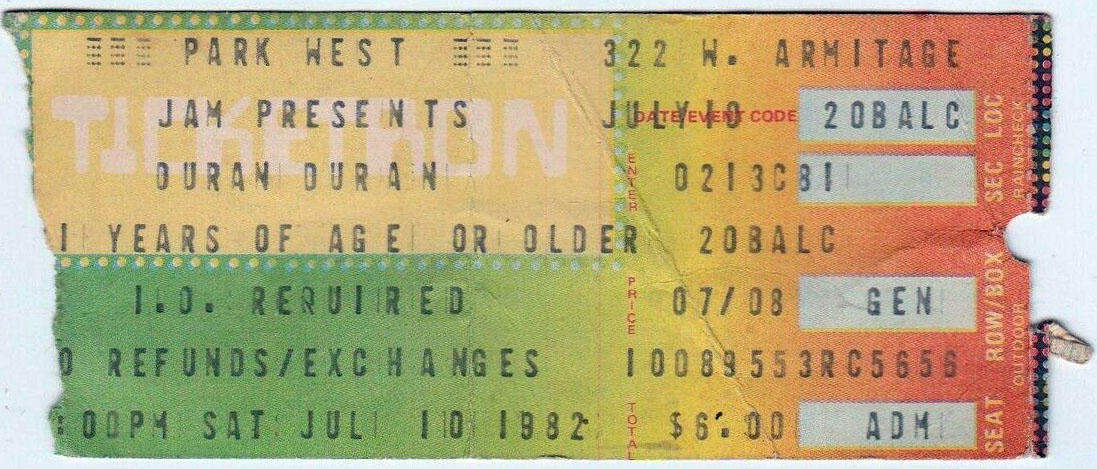 PARK WEST 322 W. ARMITAGE
TICKETRON
JAM PRESENTS JULY10 DATE/EVENT CODE 20BALC
DURAN DURAN ENTER 0213C81
1 YEARS OF AGE OR OLDER 20BALC
I.D. REQUIRED PRICE 07/08 GEN
O REFUNDS/EXCHANGES 10089553RC5656
:00PM SAT JUL 10 1982 TOTAL $6.00 ADM
SEC LOC
RAINCHECK
ROW/BOX
OUTDOOR
SEAT